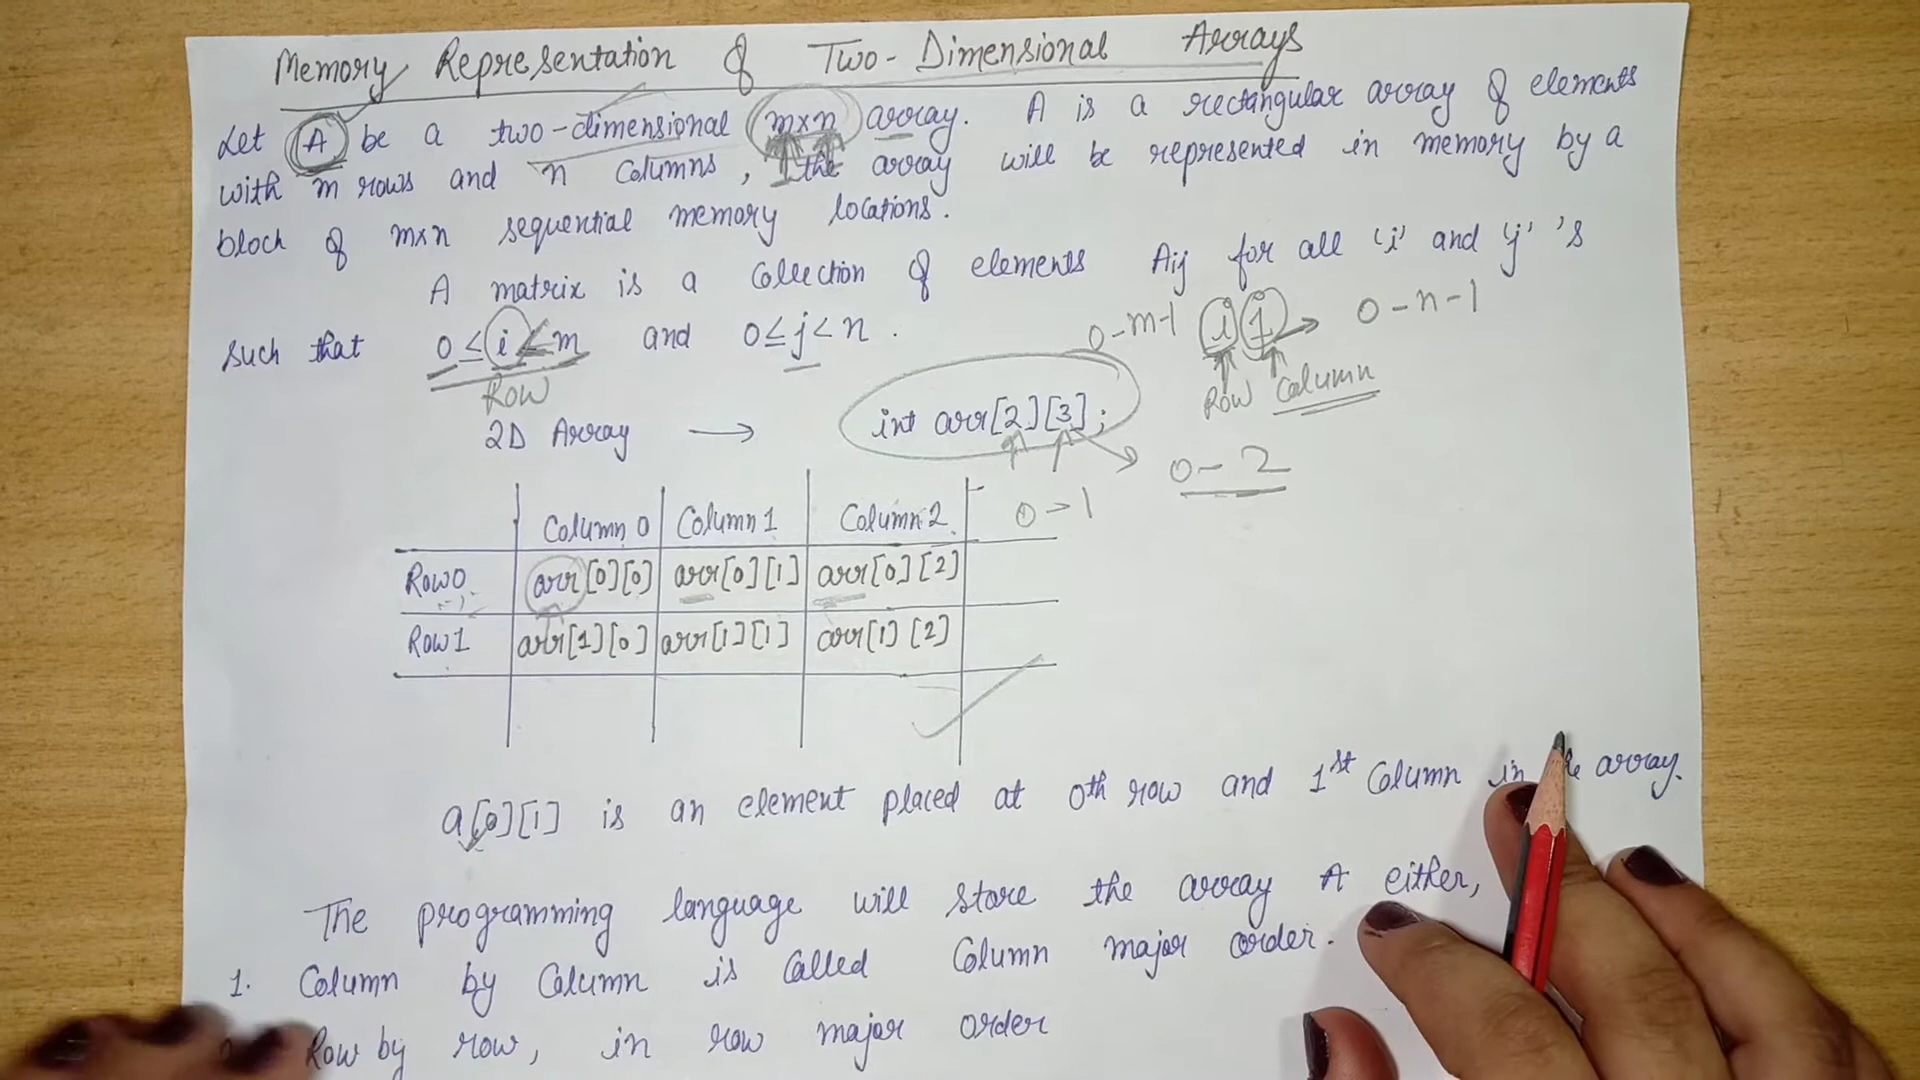 Memory Representation of Two-Dimensional Arrays
Let A be a two-dimensional m×n array. A is a rectangular array of elements
with m rows and n columns, the array will be represented in memory by a
block of m×n sequential memory locations.
A matrix is a collection of elements Aij for all 'i' and 'j' 's
such that 0 ≤ i < m and 0 ≤ j < n.
0-m-1 i j → 0-n-1
Row
Row Column
2D Array → int arr[2][3];
0-2
0-1
Column 0 Column 1 Column 2
Row0 arr[0][0] arr[0][1] arr[0][2]
Row1 arr[1][0] arr[1][1] arr[1][2]
a[0][1] is an element placed at 0th row and 1st Column in array.
The programming language will store the array A either,
1. Column by Column is called Column major order.
Row by row, in row major order